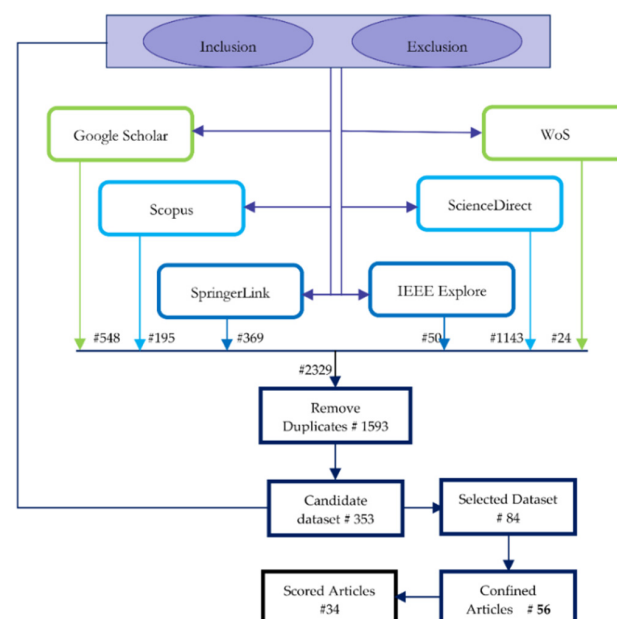 Inclusion
Exclusion
Google Scholar
WoS
Scopus
ScienceDirect
SpringerLink
IEEE Explore
#548
#195
#369
#50
#1143
#24
#2329
Remove
Duplicates # 1593
Candidate
dataset # 353
Selected Dataset
# 84
Scored Articles
#34
Confined
Articles # 56